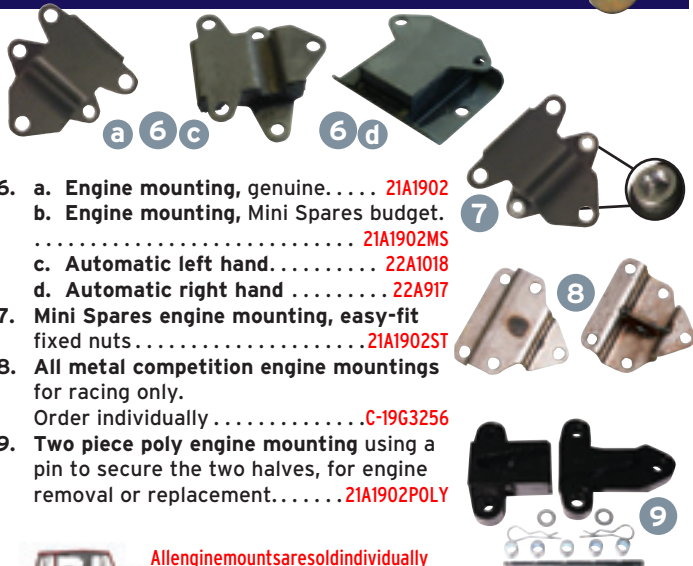 a 6 c 6 d
7
8
9
6. a. Engine mounting, genuine..... 21A1902
b. Engine mounting, Mini Spares budget.
............................. 21A1902MS
c. Automatic left hand.......... 22A1018
d. Automatic right hand ......... 22A917
7. Mini Spares engine mounting, easy-fit
fixed nuts.....................21A1902ST
8. All metal competition engine mountings
for racing only.
Order individually..............C-19G3256
9. Two piece poly engine mounting using a
pin to secure the two halves, for engine
removal or replacement.......21A1902POLY
Allenginemountsaresoldindividually